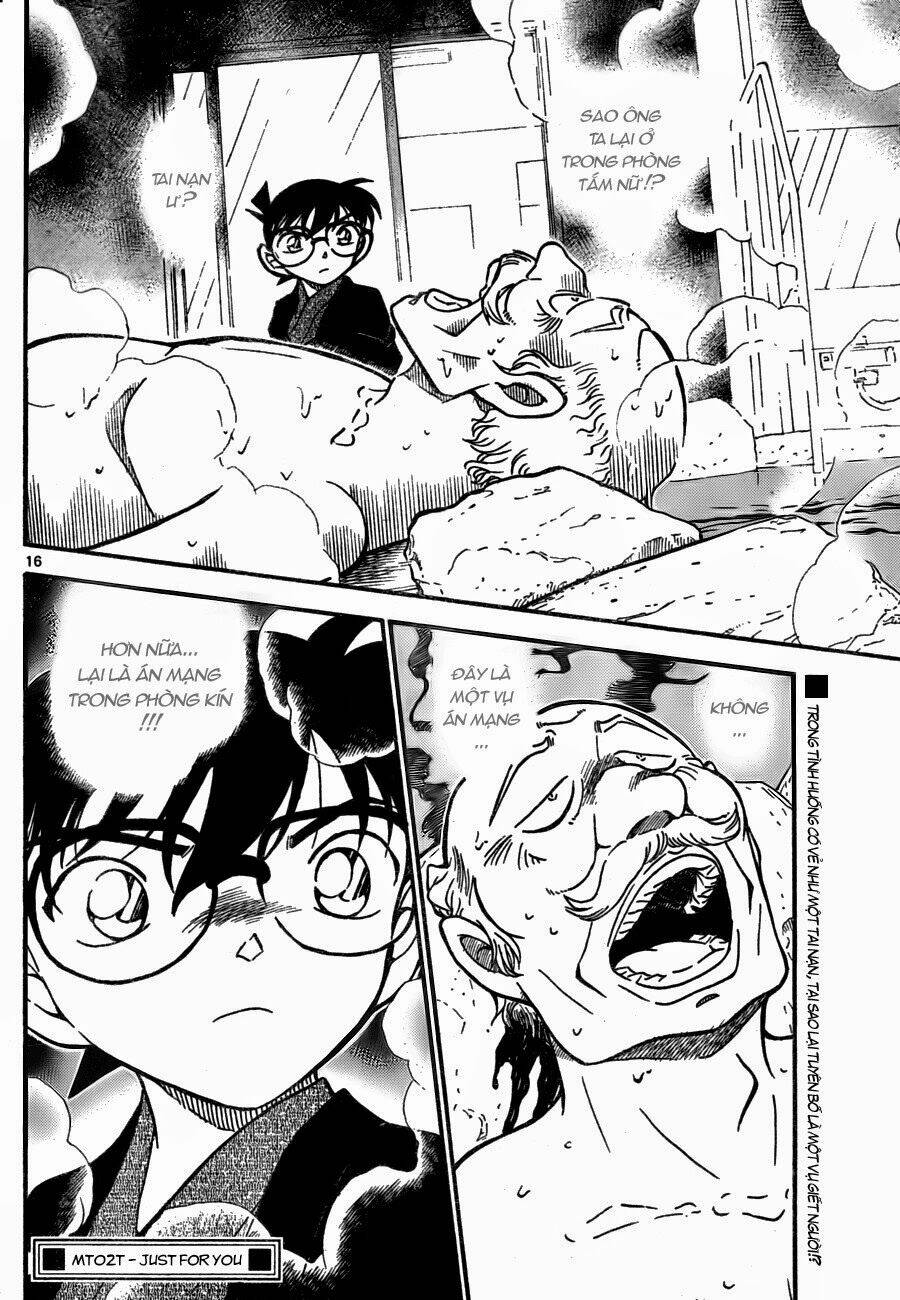 SAO ÔNG
TA LẠI Ở
TRONG PHÒNG
TẮM NỮ!?
TAI NẠN
Ư?
16
KHÔNG
...
ĐÂY LÀ
MỘT VỤ
ÁN MẠNG
...
HƠN NỮA...
LẠI LÀ ÁN MẠNG
TRONG PHÒNG KÍN
!!!
TRONG TÌNH HUỐNG CÓ VẺ NHƯ MỘT TAI NẠN, TẠI SAO LẠI TUYÊN BỐ LÀ MỘT VỤ GIẾT NGƯỜI!?
MTO2T - JUST FOR YOU